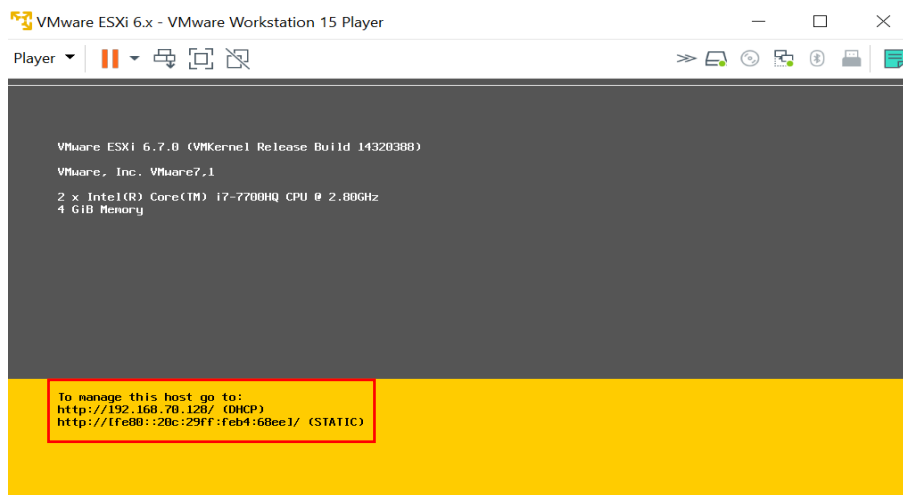 VMware ESXi 6.x - VMware Workstation 15 Player
Player
VMware ESXi 6.7.0 (VMKernel Release Build 14320388)
VMware, Inc. VMware7,1
2 x Intel(R) Core(TM) i7-7700HQ CPU @ 2.80GHz
4 GiB Memory
To manage this host go to:
http://192.168.70.128/ (DHCP)
http://[fe80::20c:29ff:feb4:68ee]/ (STATIC)